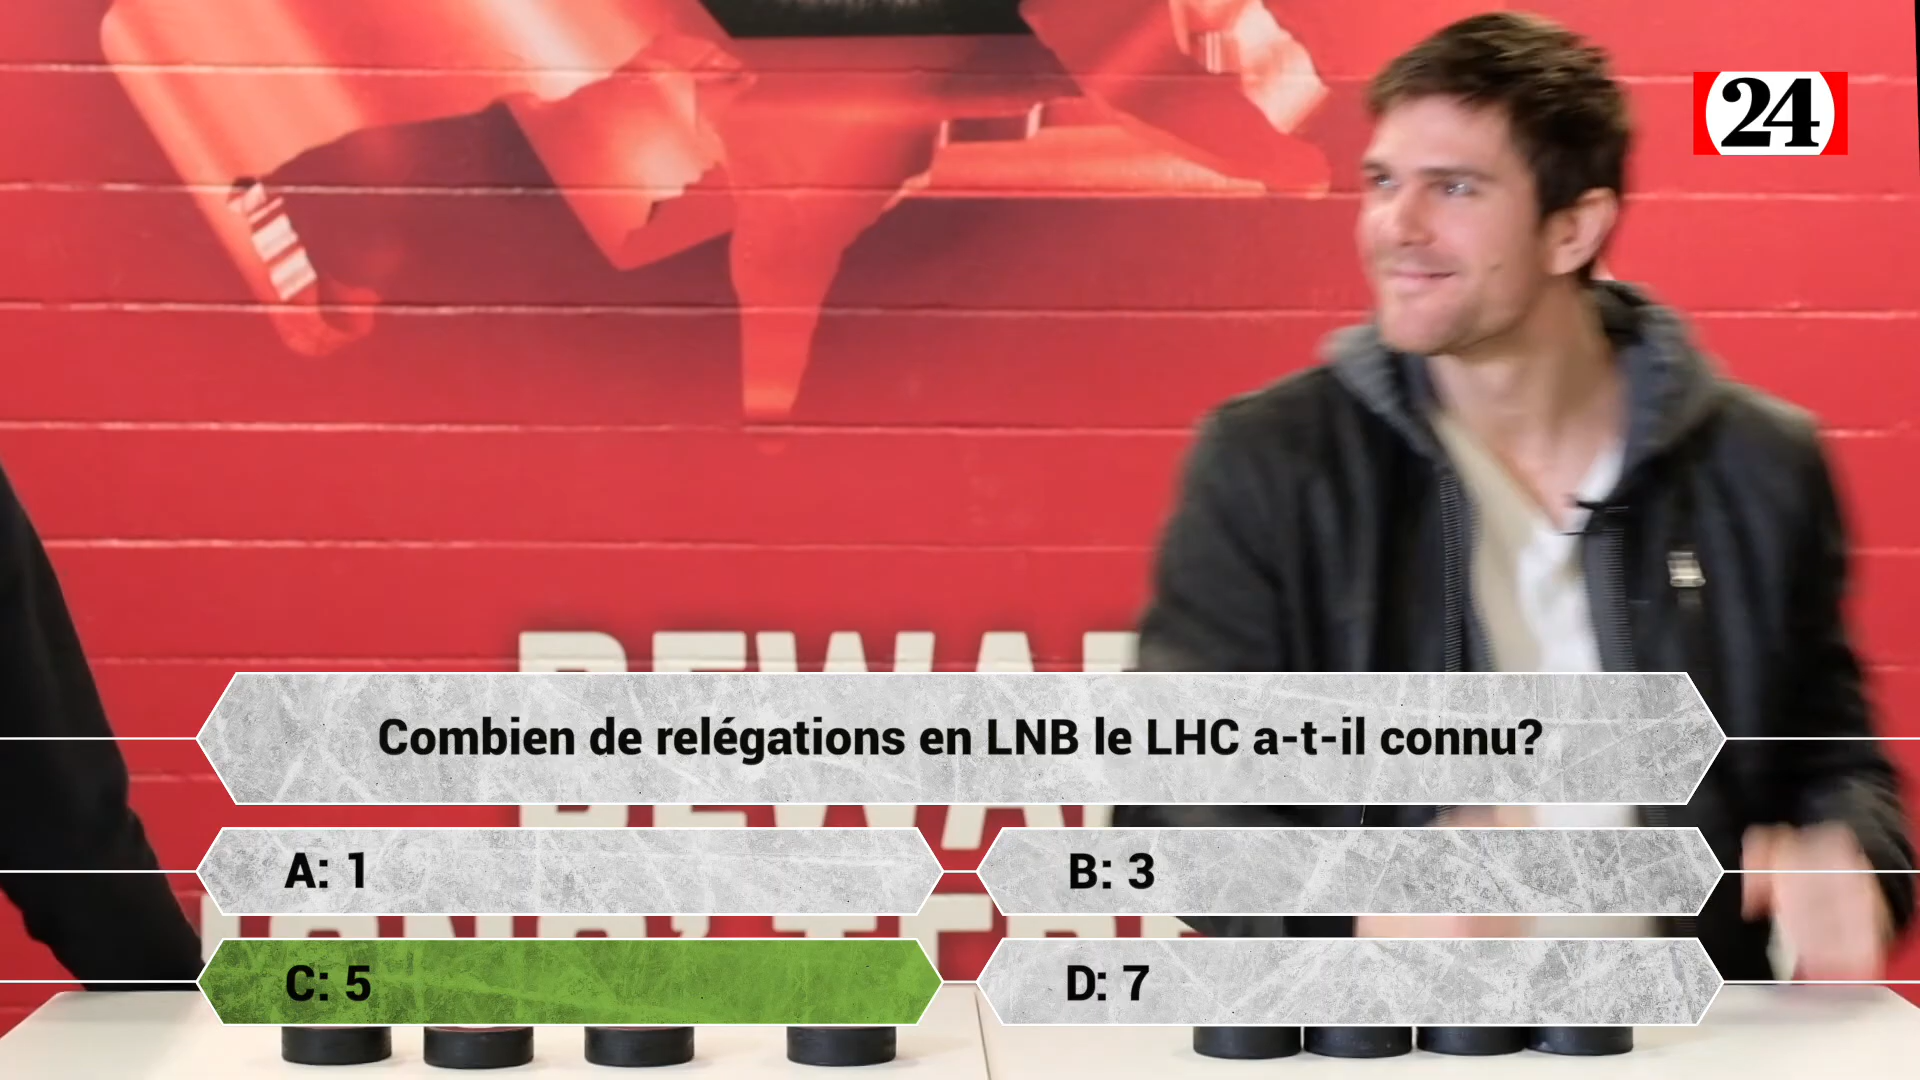 24
Combien de relégations en LNB le LHC a-t-il connu?
A: 1
B: 3
C: 5
D: 7